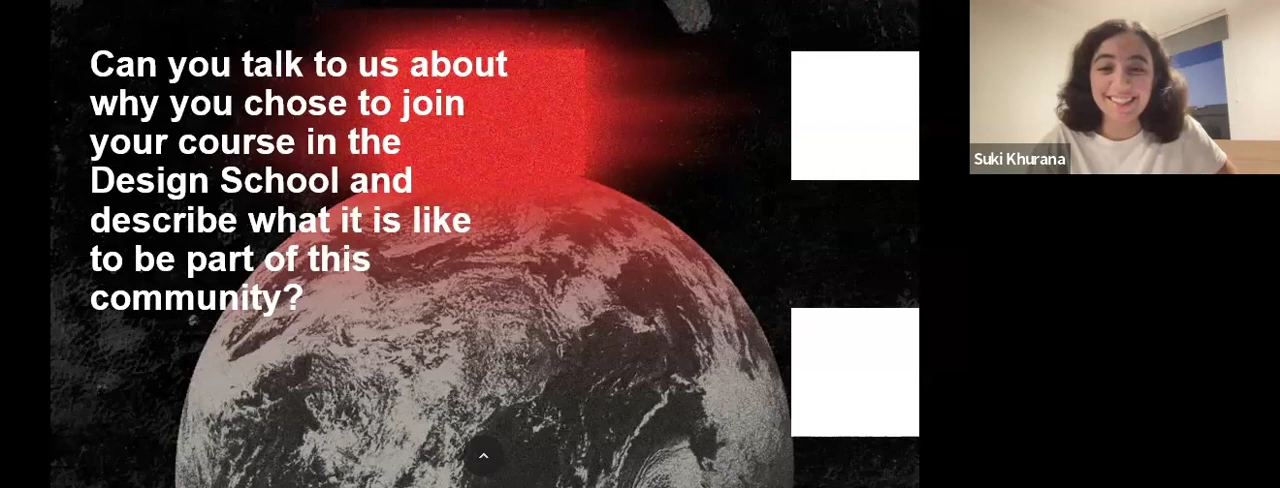 Can you talk to us about
why you chose to join
your course in the
Design School and
describe what it is like
to be part of this
community?
Suki Khurana